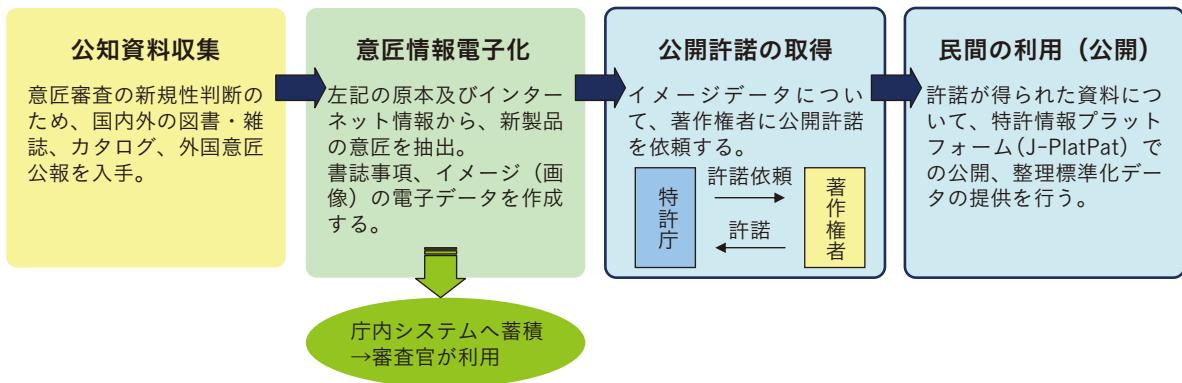 公知資料収集
意匠審査の新規性判断の
ため、国内外の図書・雑
誌、カタログ、外国意匠
公報を入手。
意匠情報電子化
左記の原本及びインター
ネット情報から、新製品
の意匠を抽出。
書誌事項、イメージ（画
像）の電子データを作成
する。
庁内システムへ蓄積
→審査官が利用
公開許諾の取得
イメージデータについ
て、著作権者に公開許諾
を依頼する。
特許庁
許諾依頼
許諾
著作権者
民間の利用（公開）
許諾が得られた資料につ
いて、特許情報プラット
フォーム（J-PlatPat）で
の公開、整理標準化デー
タの提供を行う。